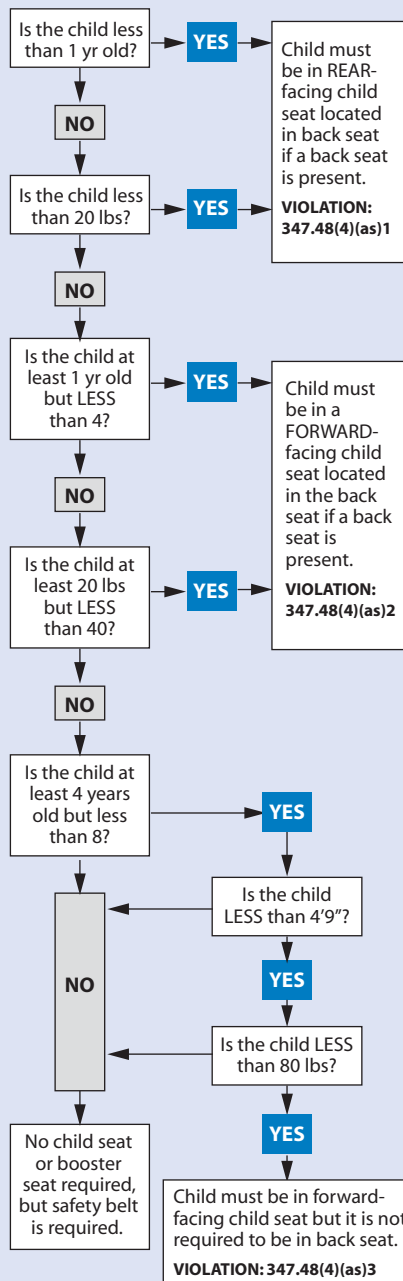 Is the child less
than 1 yr old?
YES
Child must
be in REAR-
facing child
seat located
in back seat
if a back seat
is present.
VIOLATION:
347.48(4)(as)1
NO
Is the child less
than 20 lbs?
YES
NO
Is the child at
least 1 yr old
but LESS
than 4?
YES
Child must
be in a
FORWARD-
facing child
seat located
in the back
seat if a back
seat is
present.
VIOLATION:
347.48(4)(as)2
NO
Is the child at
least 20 lbs
but LESS
than 40?
YES
NO
Is the child at
least 4 years
old but less
than 8?
YES
Is the child
LESS than 4’9”?
NO
YES
Is the child LESS
than 80 lbs?
YES
No child seat
or booster
seat required,
but safety belt
is required.
Child must be in forward-
facing child seat but it is not
required to be in back seat.
VIOLATION: 347.48(4)(as)3